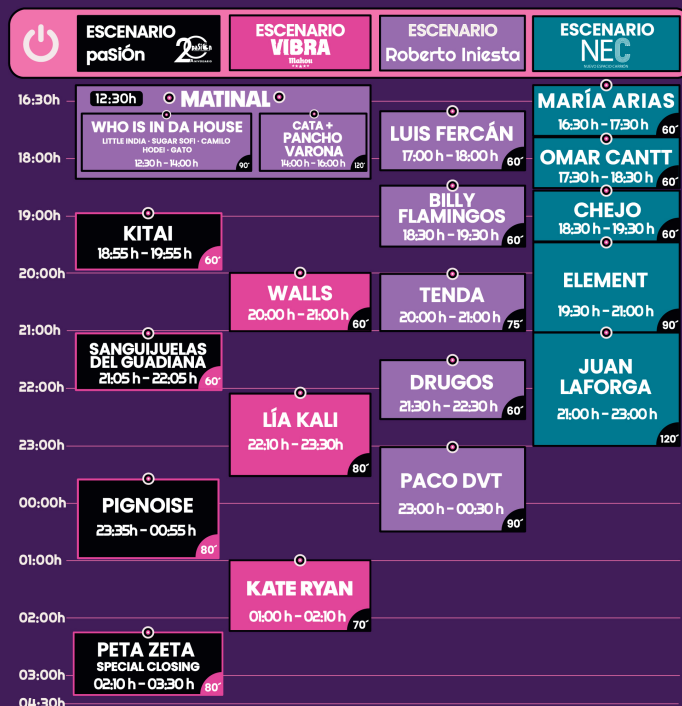 ESCENARIO
paSiÓn
20 paSiÓn
ANIVERSARIO
ESCENARIO
VIBRA
Mahou
ESCENARIO
Roberto Iniesta
ESCENARIO
NEC
NUEVO ESPACIO CARRIÓN
16:30h
18:00h
19:00h
20:00h
21:00h
22:00h
23:00h
00:00h
01:00h
02:00h
03:00h
04:30h
12:30h
MATINAL
WHO IS IN DA HOUSE
LITTLE INDIA - SUGAR SOFI - CAMILO
HODEI - GATO
12:30 h - 14:00 h
90´
CATA +
PANCHO
VARONA
14:00 h - 16:00 h
120´
KITAI
18:55 h - 19:55 h
60´
SANGUIJUELAS
DEL GUADIANA
21:05 h - 22:05 h
60´
PIGNOISE
23:35h - 00:55 h
80´
PETA ZETA
SPECIAL CLOSING
02:10 h - 03:30 h
80´
WALLS
20:00 h - 21:00 h
60´
LÍA KALI
22:10 h - 23:30h
80´
KATE RYAN
01:00 h - 02:10 h
70´
LUIS FERCÁN
17:00 h - 18:00 h
60´
BILLY
FLAMINGOS
18:30 h - 19:30 h
60´
TENDA
20:00 h - 21:00 h
75´
DRUGOS
21:30 h - 22:30 h
60´
PACO DVT
23:00 h - 00:30 h
90´
MARÍA ARIAS
16:30 h - 17:30 h
60´
OMAR CANTT
17:30 h - 18:30 h
60´
CHEJO
18:30 h - 19:30 h
60´
ELEMENT
19:30 h - 21:00 h
90´
JUAN
LAFORGA
21:00 h - 23:00 h
120´